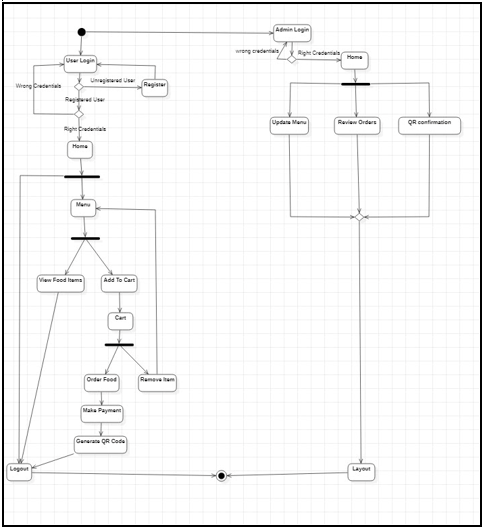 Admin Login
wrong credentials
Right Credentials
Home
User Login
Unregistered User
Register
Wrong Credentials
Registered User
Right Credentials
Update Menu
Review Orders
QR confirmation
Home
Menu
View Food Items
Add To Cart
Cart
Order Food
Remove Item
Make Payment
Generate QR Code
Logout
Layout